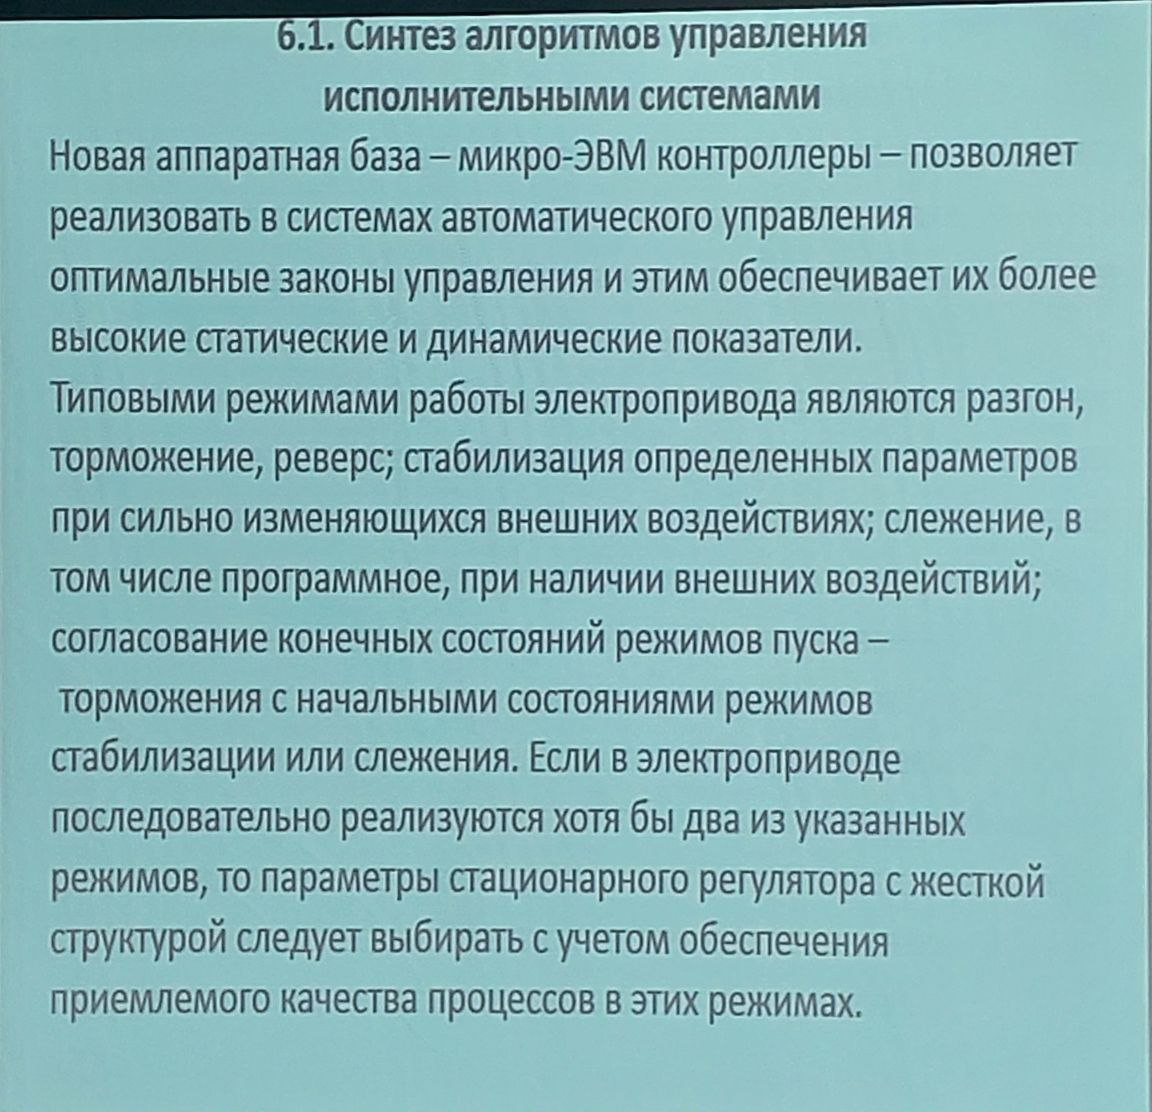 6.1. Синтез алгоритмов управления
исполнительными системами
Новая аппаратная база – микро-ЭВМ контроллеры – позволяет
реализовать в системах автоматического управления
оптимальные законы управления и этим обеспечивает их более
высокие статические и динамические показатели.
Типовыми режимами работы электропривода являются разгон,
торможение, реверс; стабилизация определенных параметров
при сильно изменяющихся внешних воздействиях; слежение, в
том числе программное, при наличии внешних воздействий;
согласование конечных состояний режимов пуска –
торможения с начальными состояниями режимов
стабилизации или слежения. Если в электроприводе
последовательно реализуются хотя бы два из указанных
режимов, то параметры стационарного регулятора с жесткой
структурой следует выбирать с учетом обеспечения
приемлемого качества процессов в этих режимах.